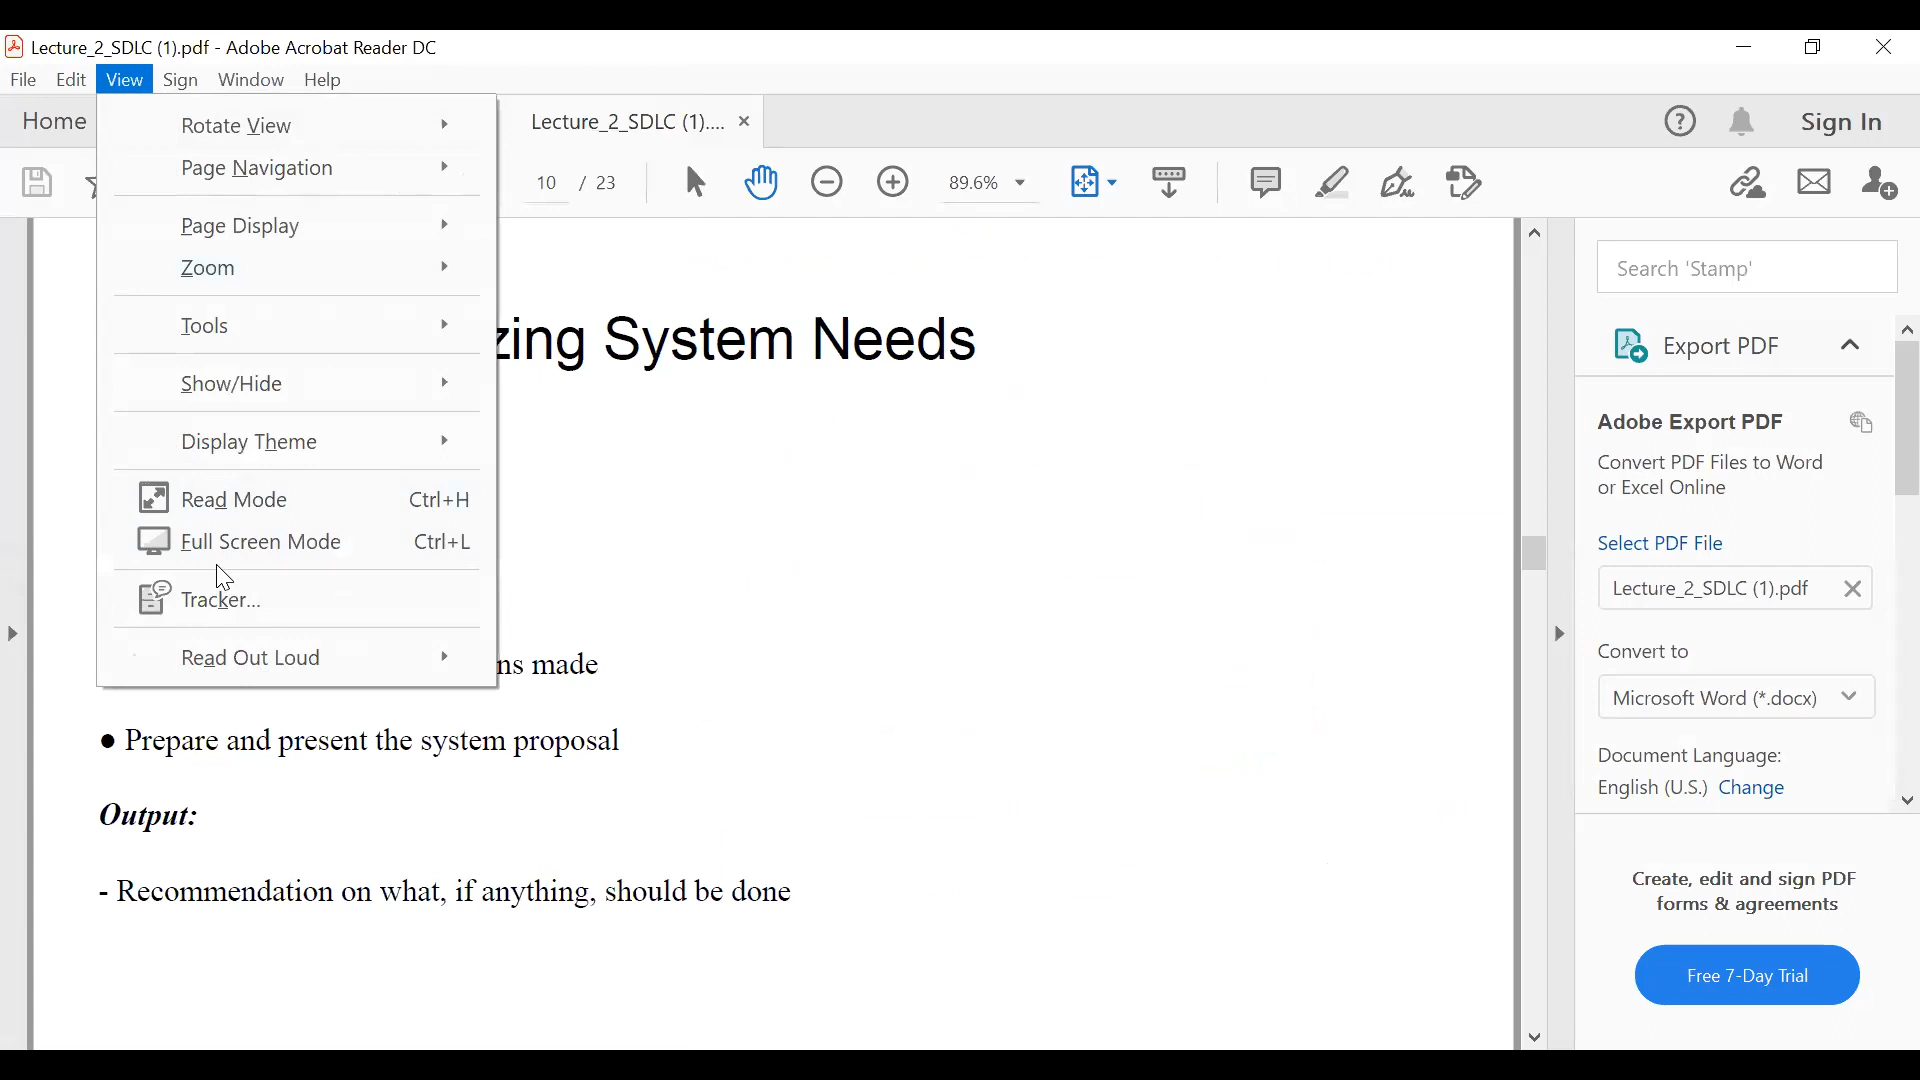 Lecture_2_SDLC (1).pdf - Adobe Acrobat Reader DC
File Edit View Sign Window Help
Home
Lecture_2_SDLC (1)....
Sign In
10 / 23
89.6%
Rotate View
Page Navigation
Page Display
Zoom
Tools
Show/Hide
Display Theme
Read Mode Ctrl+H
Full Screen Mode Ctrl+L
Tracker...
Read Out Loud
zing System Needs
ns made
● Prepare and present the system proposal
Output:
- Recommendation on what, if anything, should be done
Search 'Stamp'
Export PDF
Adobe Export PDF
Convert PDF Files to Word
or Excel Online
Select PDF File
Lecture_2_SDLC (1).pdf
Convert to
Microsoft Word (*.docx)
Document Language:
English (U.S.) Change
Create, edit and sign PDF
forms & agreements
Free 7-Day Trial